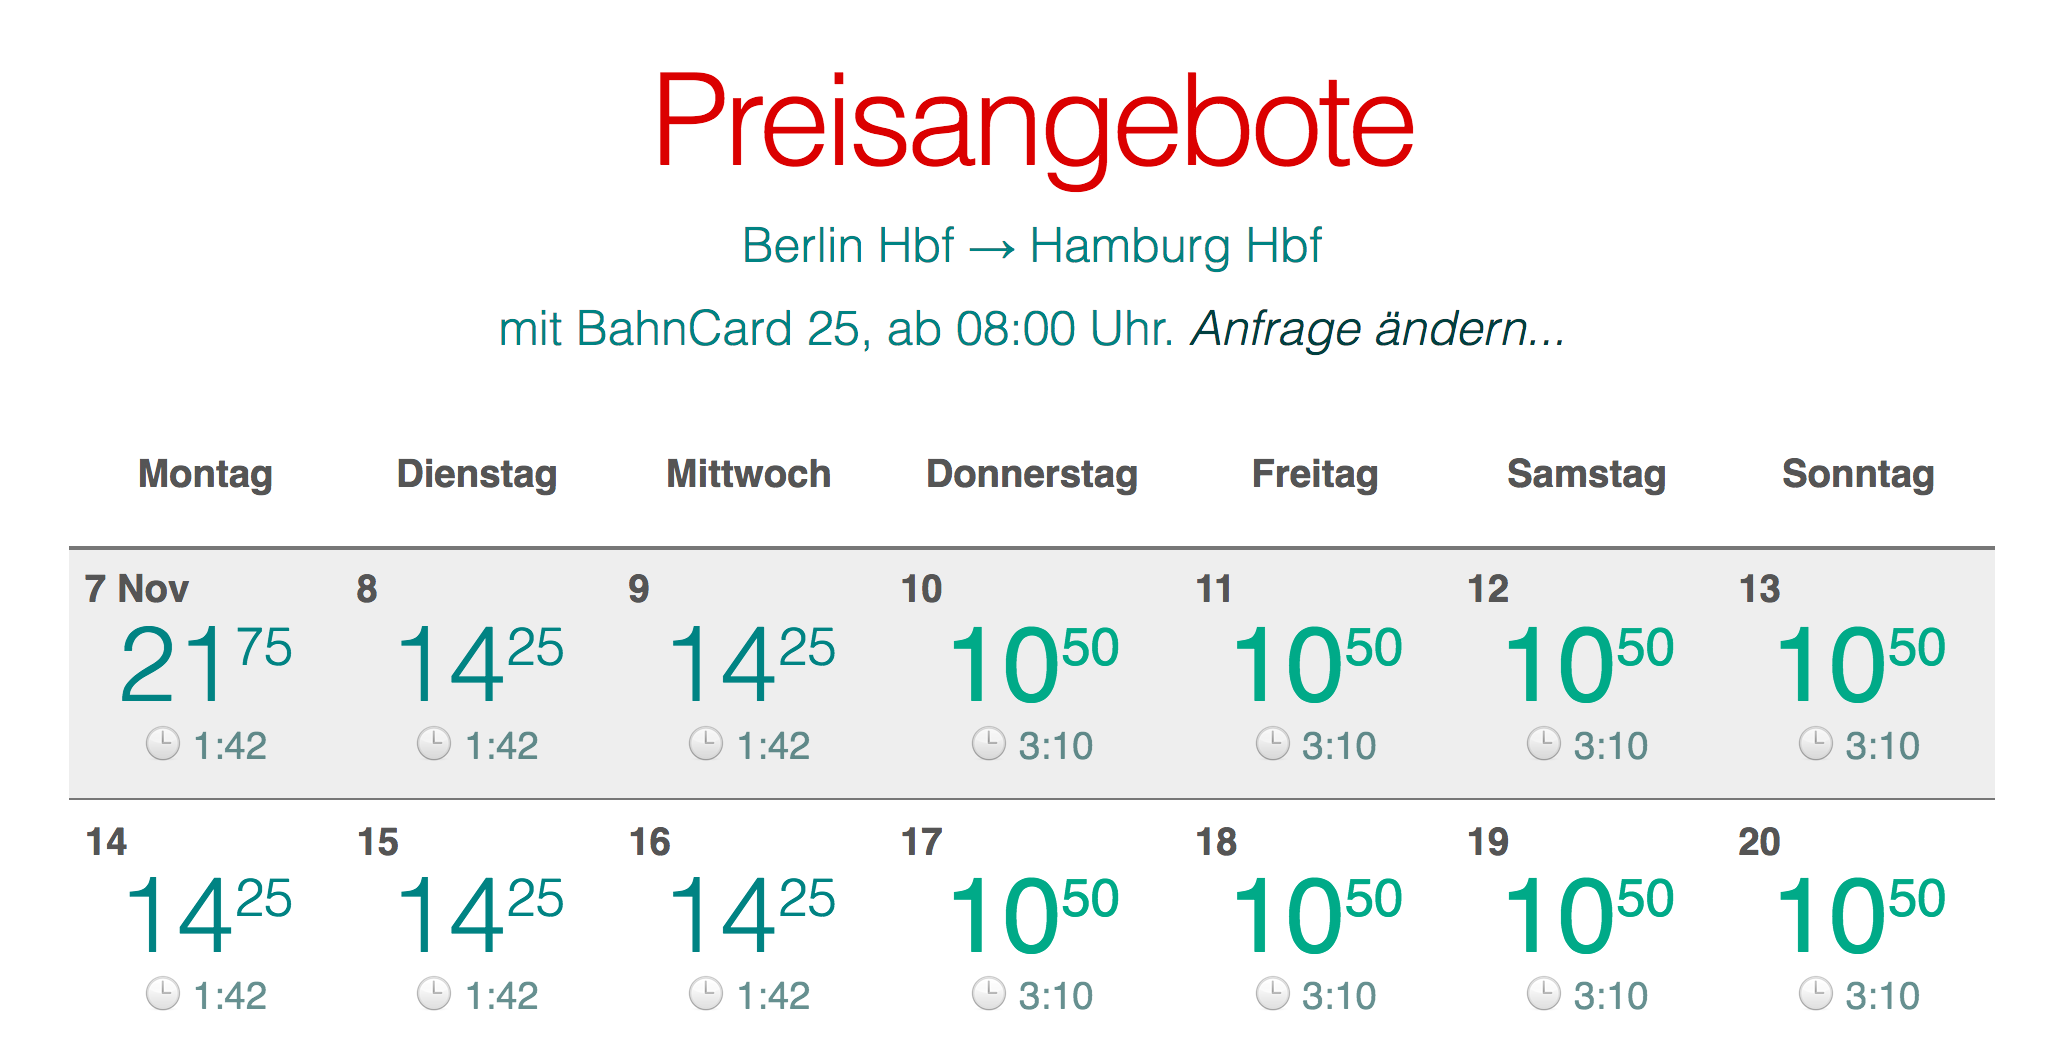 Preisangebote
Berlin Hbf → Hamburg Hbf
mit BahnCard 25, ab 08:00 Uhr. Anfrage ändern...
Montag Dienstag Mittwoch Donnerstag Freitag Samstag Sonntag
7 Nov 8 9 10 11 12 13
21 75 14 25 14 25 10 50 10 50 10 50 10 50
1:42 1:42 1:42 3:10 3:10 3:10 3:10
14 15 16 17 18 19 20
14 25 14 25 14 25 10 50 10 50 10 50 10 50
1:42 1:42 1:42 3:10 3:10 3:10 3:10